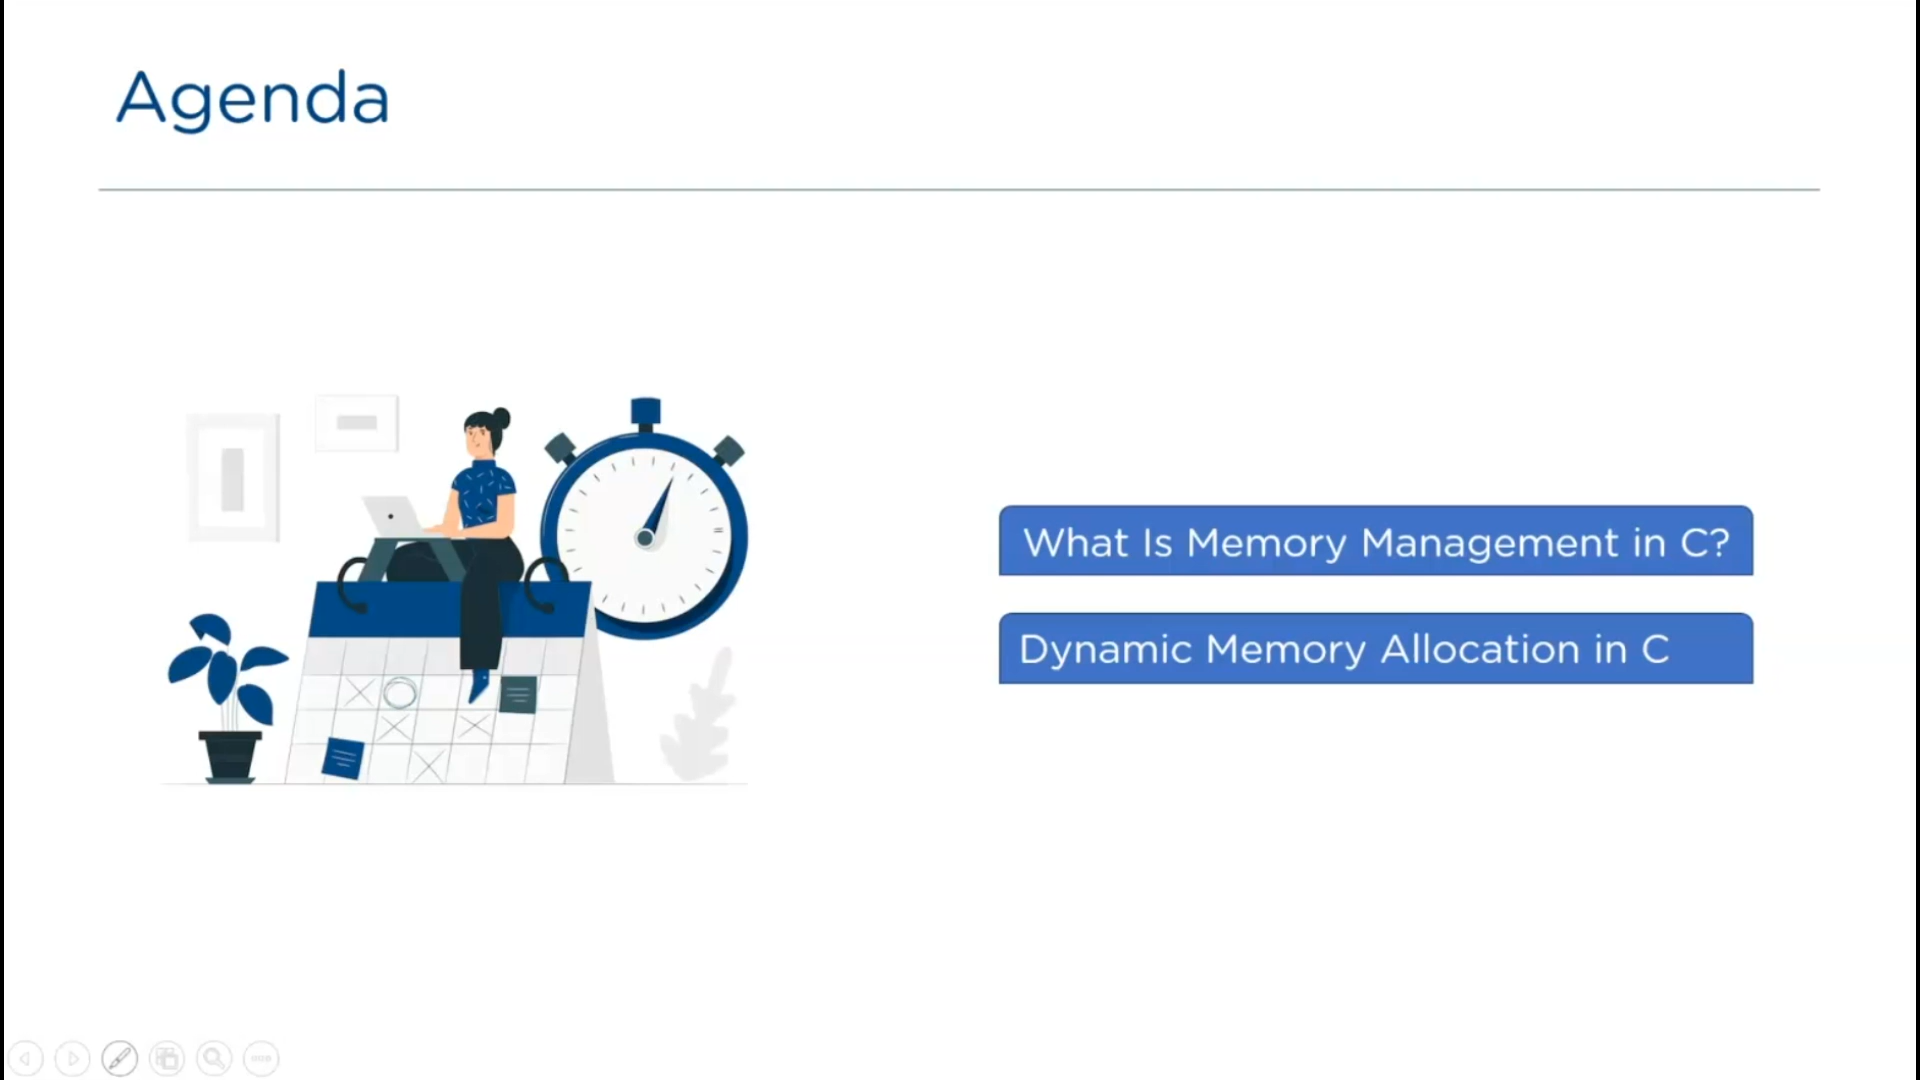 Agenda
What Is Memory Management in C?
Dynamic Memory Allocation in C